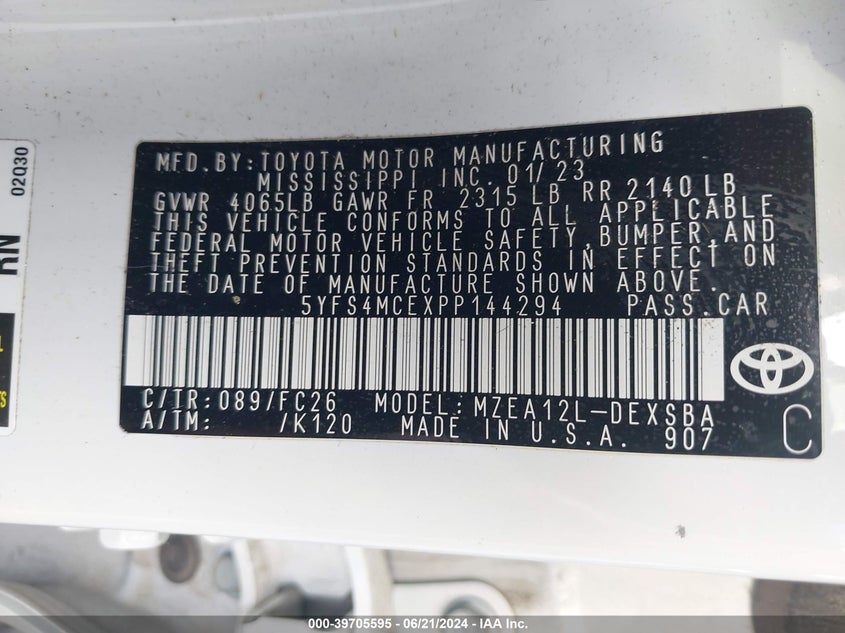 02Q30
RN
MFD.BY:TOYOTA MOTOR MANUFACTURING
MISSISSIPPI INC. 01/23
GVWR 4065LB GAWR FR 2315 LB RR 2140LB
THIS VEHICLE CONFORMS TO ALL APPLICABLE
FEDERAL MOTOR VEHICLE SAFETY,BUMPER,AND
THEFT PREVENTION STANDARDS IN EFFECT ON
THE DATE OF MANUFACTURE SHOWN ABOVE.
5YFS4MCEXPP144294 PASS.CAR
C/TR:089/FC26 MODEL:MZEA12L-DEXSBA
A/TM: /K120 MADE IN U.S.A. 907
C
000-39705595 - 06/21/2024 - IAA Inc.